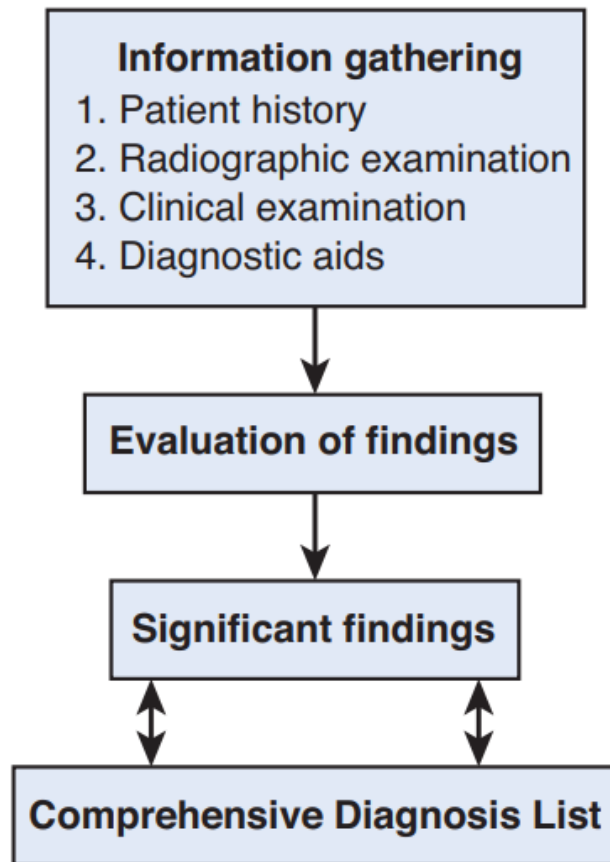 Information gathering
1. Patient history
2. Radiographic examination
3. Clinical examination
4. Diagnostic aids
Evaluation of findings
Significant findings
Comprehensive Diagnosis List